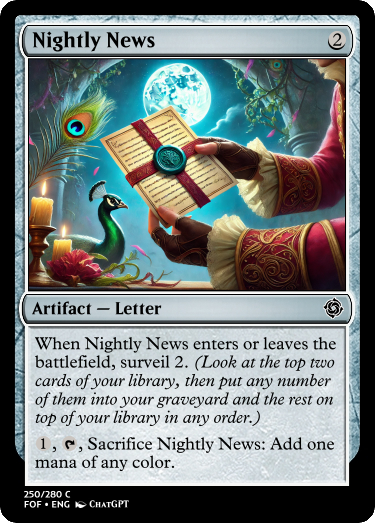 Nightly News 2
Artifact — Letter
When Nightly News enters or leaves the
battlefield, surveil 2. (Look at the top two
cards of your library, then put any number
of them into your graveyard and the rest on
top of your library in any order.)
1 , , Sacrifice Nightly News: Add one
mana of any color.
250/280 C
FOF • ENG ChatGPT